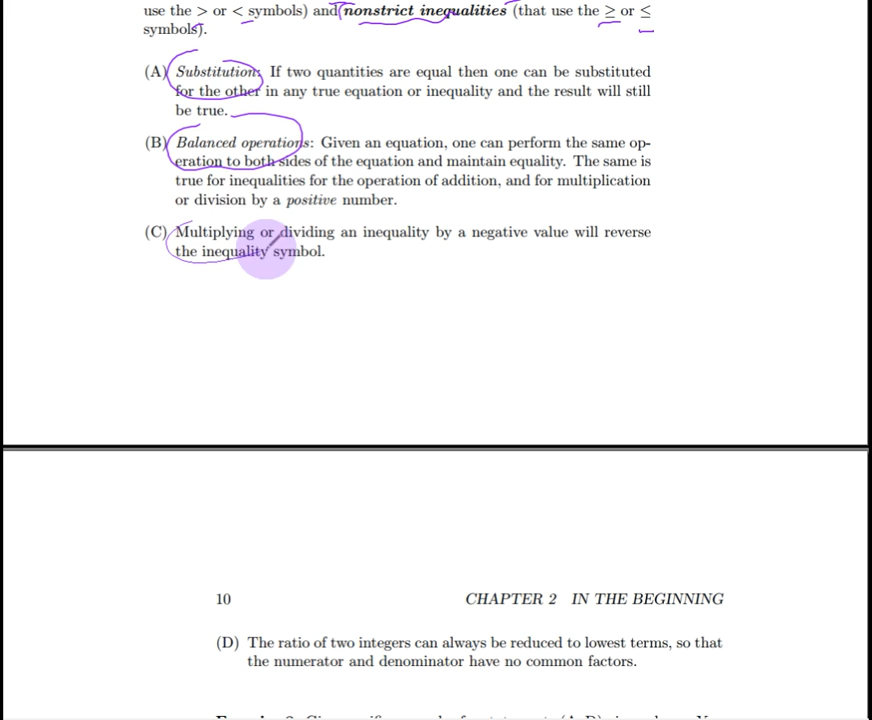 use the > or < symbols) and nonstrict inequalities (that use the ≥ or ≤
symbols).
(A) Substitution: If two quantities are equal then one can be substituted
for the other in any true equation or inequality and the result will still
be true.
(B) Balanced operations: Given an equation, one can perform the same op-
eration to both sides of the equation and maintain equality. The same is
true for inequalities for the operation of addition, and for multiplication
or division by a positive number.
(C) Multiplying or dividing an inequality by a negative value will reverse
the inequality symbol.
10 CHAPTER 2 IN THE BEGINNING
(D) The ratio of two integers can always be reduced to lowest terms, so that
the numerator and denominator have no common factors.